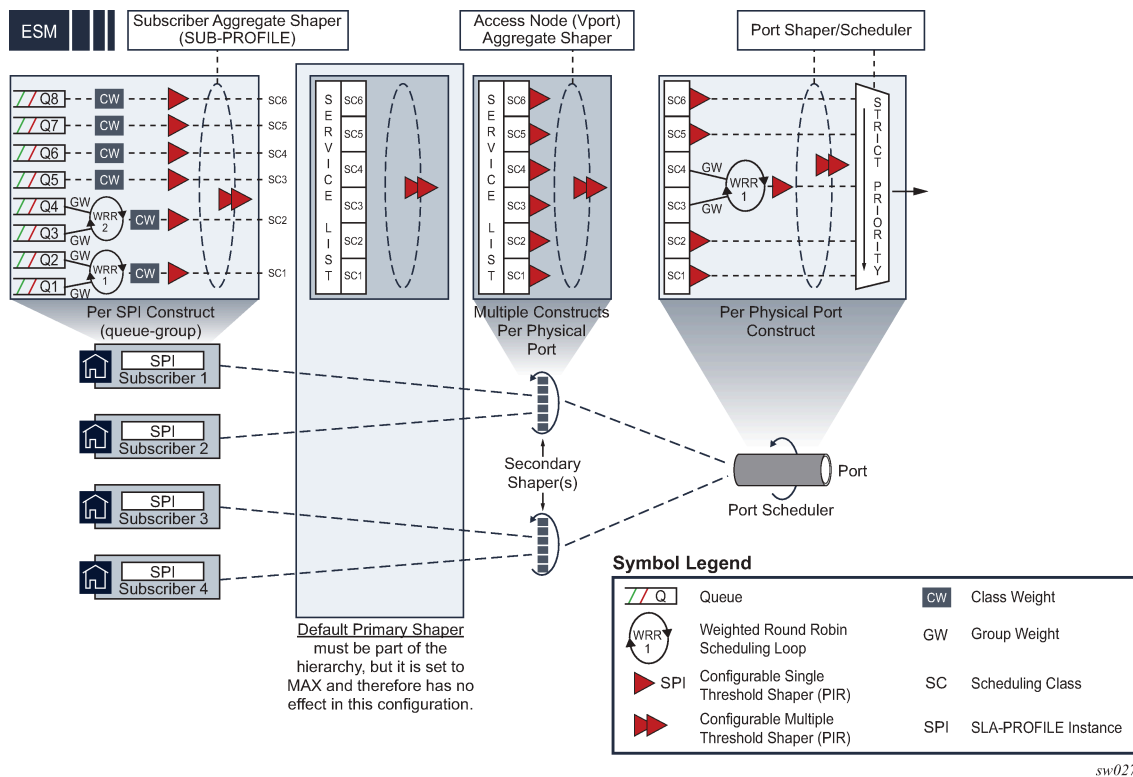 ESM
Subscriber Aggregate Shaper
(SUB-PROFILE)
Access Node (Vport)
Aggregate Shaper
Port Shaper/Scheduler
Q8
CW
SC6
Q7
CW
SC5
Q6
CW
SC4
Q5
CW
SC3
Q4
GW
WRR
2
CW
SC2
Q3
GW
Q2
GW
WRR
1
CW
SC1
Q1
GW
SERVICE LIST
SC6
SC5
SC4
SC3
SC2
SC1
SERVICE LIST
SC6
SC5
SC4
SC3
SC2
SC1
SC6
SC5
SC4
SC3
SC2
SC1
GW
WRR
1
GW
STRICT PRIORITY
Per SPI Construct
(queue-group)
Multiple Constructs
Per Physical
Port
Per Physical Port
Construct
SPI
Subscriber 1
SPI
Subscriber 2
SPI
Subscriber 3
SPI
Subscriber 4
Secondary
Shaper(s)
Port
Port Scheduler
Default Primary Shaper
must be part of the
hierarchy, but it is set to
MAX and therefore has no
effect in this configuration.
Symbol Legend
Q
Queue
CW
Class Weight
WRR
1
Weighted Round Robin
Scheduling Loop
GW
Group Weight
SPI
Configurable Single
Threshold Shaper (PIR)
SC
Scheduling Class
Configurable Multiple
Threshold Shaper (PIR)
SPI
SLA-PROFILE Instance
sw027